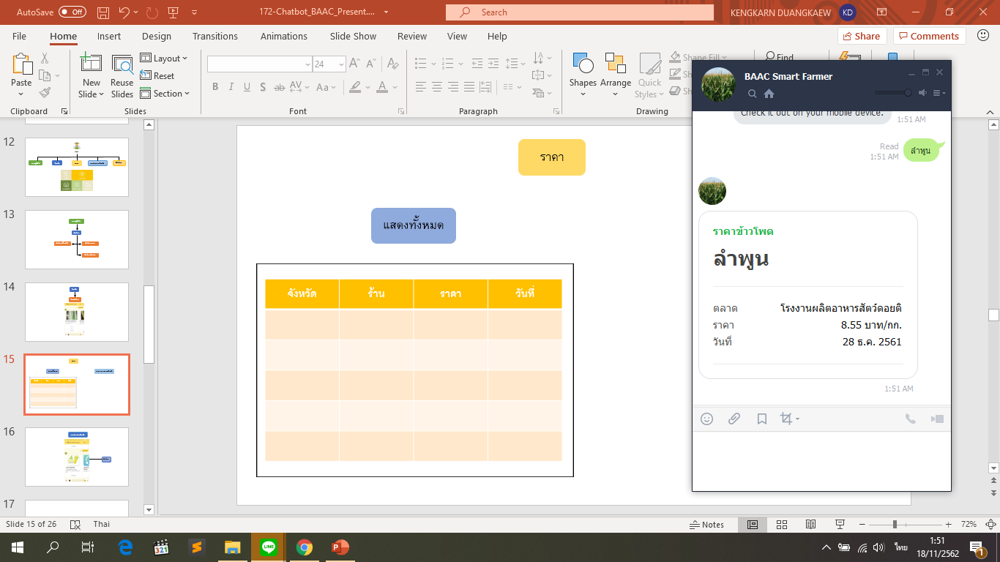 AutoSave Off 172-Chatbot_BAAC_Present.... Search KENGKARN DUANGKAEW KD
File Home Insert Design Transitions Animations Slide Show Review View Help Share Comments
Paste New Slide Reuse Slides Layout Reset Section 24 Shapes Arrange Quick Styles Shape Fill Find
Clipboard Slides Font Paragraph Drawing
12
13
14
15
16
17
ราคา
แสดงทั้งหมด
จังหวัด ร้าน ราคา วันที่
BAAC Smart Farmer
Check it out on your mobile device.
1:51 AM
Read
1:51 AM
ลำพูน
ราคาข้าวโพด
ลำพูน
ตลาด โรงงานผลิตอาหารสัตว์ดอยติ
ราคา 8.55 บาท/กก.
วันที่ 28 ธ.ค. 2561
1:51 AM
Slide 15 of 26 Thai Notes 72%
321 LINE ไทย 1:51
18/11/2562 1